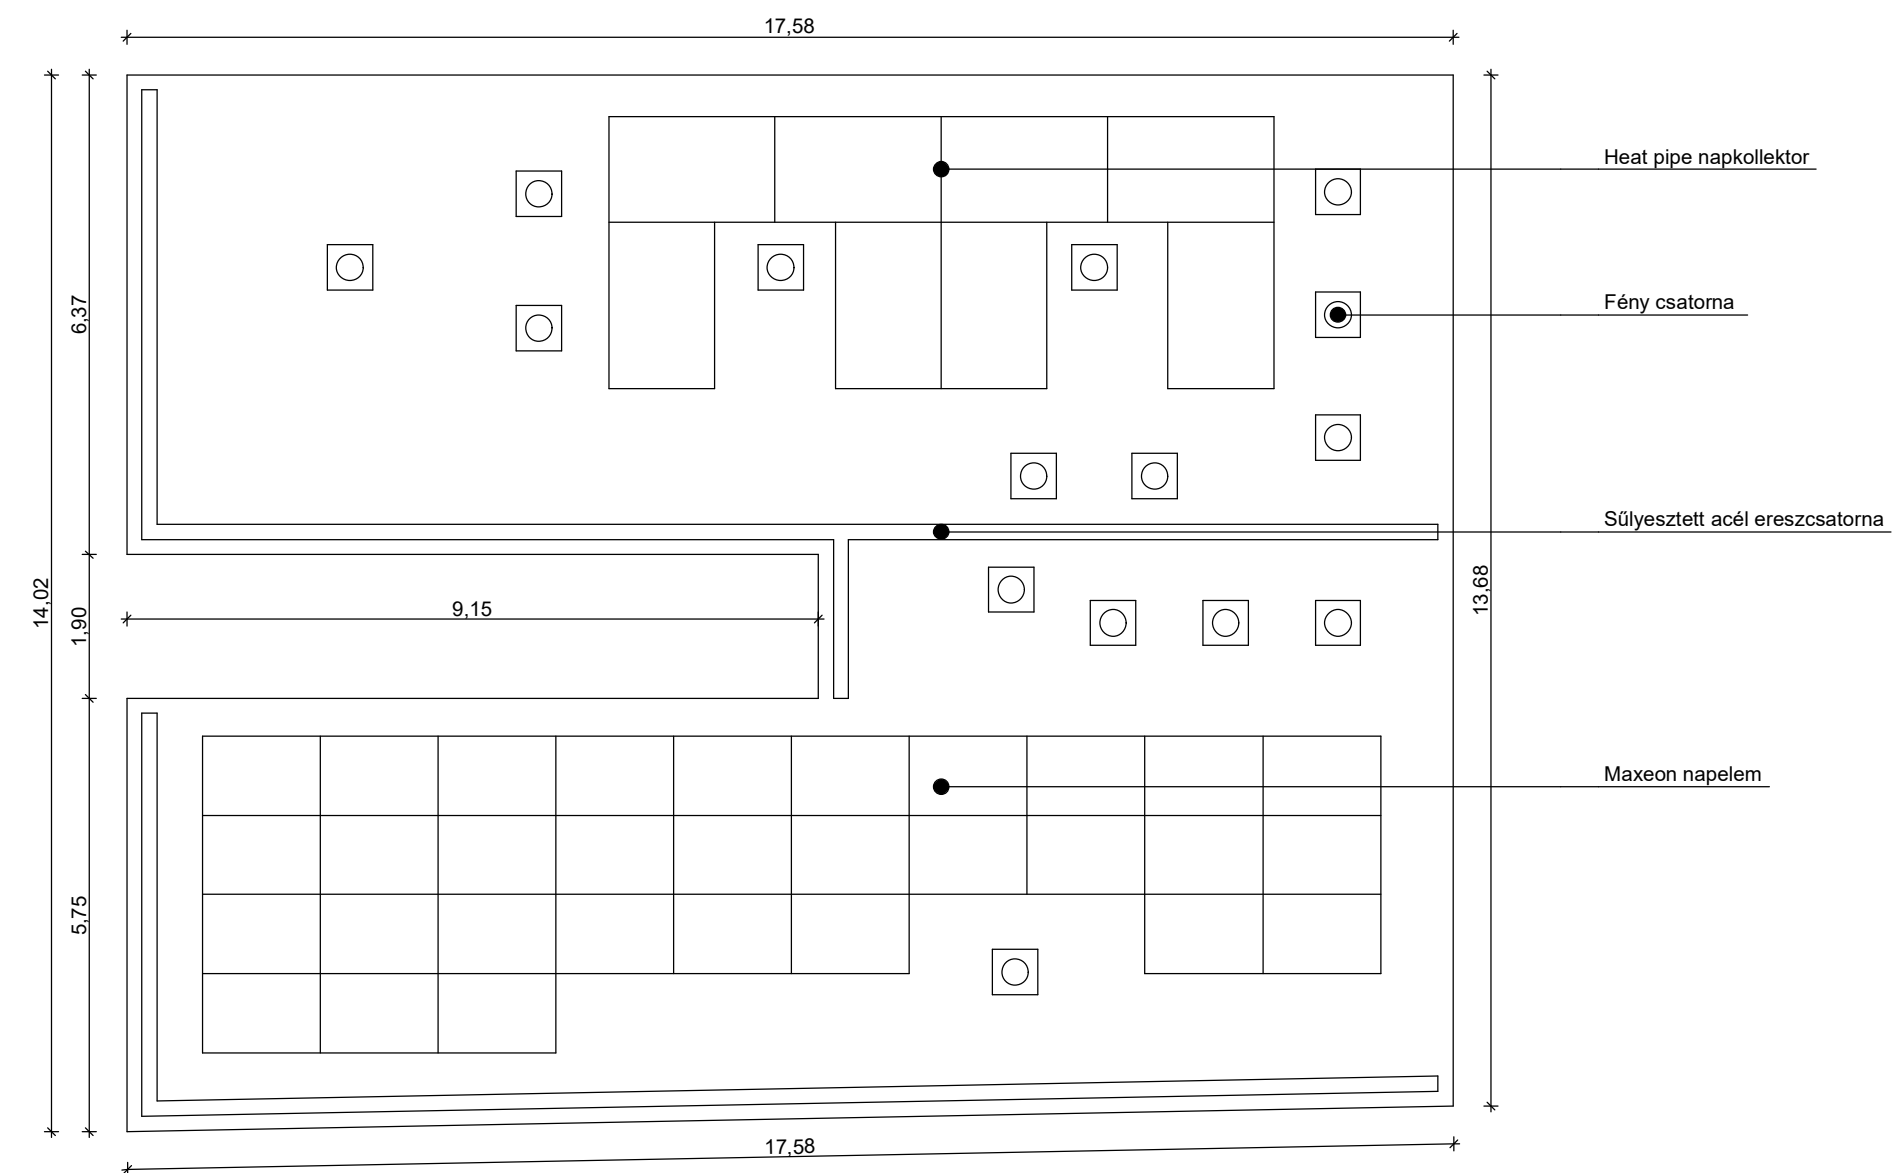 17,58
Heat pipe napkollektor
Fény csatorna
6,37
Sűlyesztett acél ereszcsatorna
14,02
1,90
9,15
13,68
Maxeon napelem
5,75
17,58